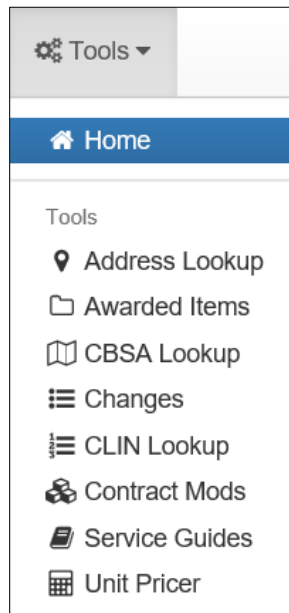 Tools
Home
Tools
Address Lookup
Awarded Items
CBSA Lookup
Changes
CLIN Lookup
Contract Mods
Service Guides
Unit Pricer